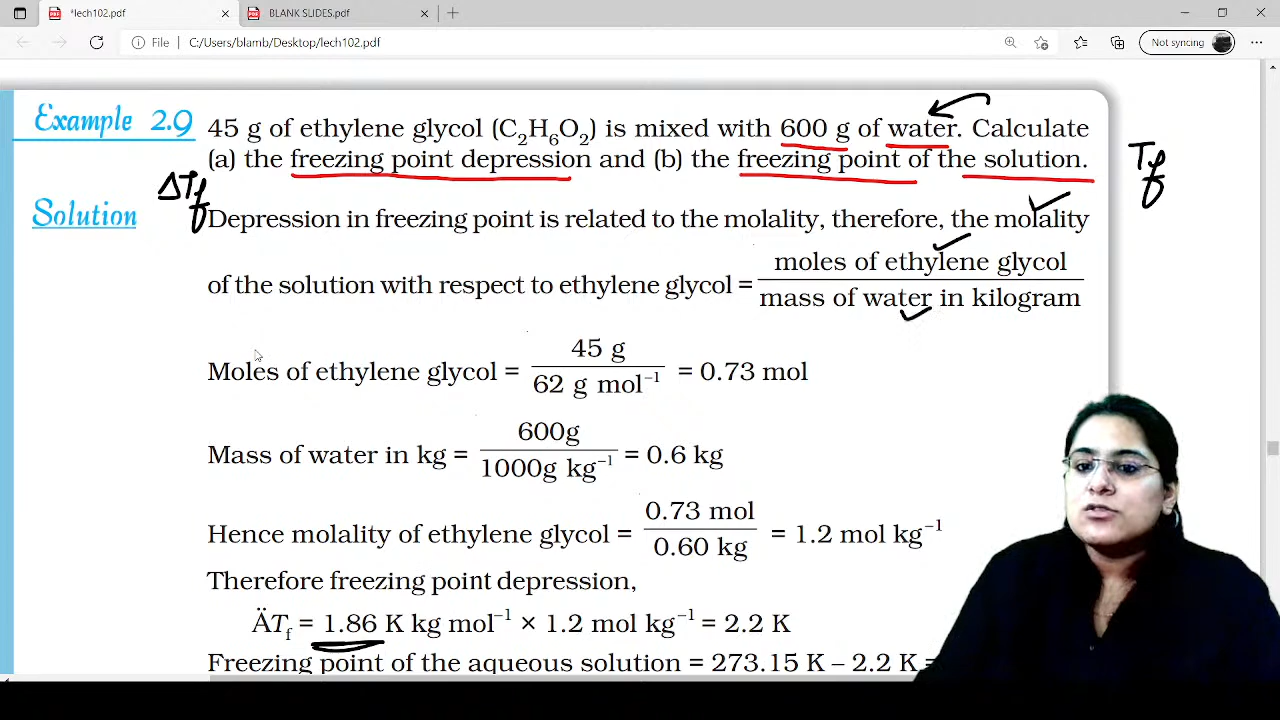 *lech102.pdf
BLANK SLIDES.pdf
File C:/Users/blamb/Desktop/lech102.pdf
Not syncing
Example 2.9
45 g of ethylene glycol (C₂H₆O₂) is mixed with 600 g of water. Calculate
(a) the freezing point depression and (b) the freezing point of the solution.
Tf
ΔTf
Solution
Depression in freezing point is related to the molality, therefore, the molality
of the solution with respect to ethylene glycol = moles of ethylene glycol / mass of water in kilogram
Moles of ethylene glycol = 45 g / 62 g mol⁻¹ = 0.73 mol
Mass of water in kg = 600g / 1000g kg⁻¹ = 0.6 kg
Hence molality of ethylene glycol = 0.73 mol / 0.60 kg = 1.2 mol kg⁻¹
Therefore freezing point depression,
ÄTf = 1.86 K kg mol⁻¹ × 1.2 mol kg⁻¹ = 2.2 K
Freezing point of the aqueous solution = 273.15 K – 2.2 K =